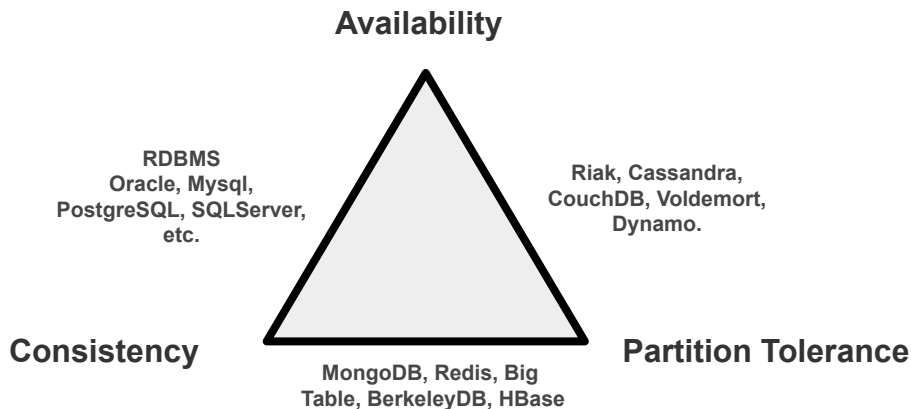 Availability
RDBMS
Oracle, Mysql,
PostgreSQL, SQLServer,
etc.
Riak, Cassandra,
CouchDB, Voldemort,
Dynamo.
Consistency
Partition Tolerance
MongoDB, Redis, Big
Table, BerkeleyDB, HBase